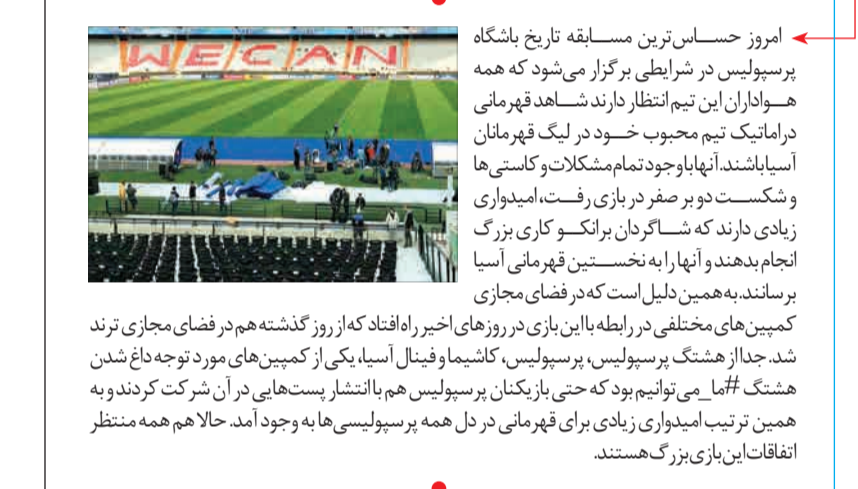 WE CAN
امروز حساس‌ترین مسابقه تاریخ باشگاه
پرسپولیس در شرایطی برگزار می‌شود که همه
هواداران این تیم انتظار دارند شاهد قهرمانی
دراماتیک تیم محبوب خود در لیگ قهرمانان
آسیا باشند. آنها با وجود تمام مشکلات و کاستی‌ها
و شکست دو بر صفر در بازی رفت، امیدواری
زیادی دارند که شاگردان برانکو کاری بزرگ
انجام بدهند و آنها را به نخستین قهرمانی آسیا
برسانند. به همین دلیل است که در فضای مجازی
کمپین‌های مختلفی در رابطه با این بازی در روزهای اخیر راه افتاد که از روز گذشته هم در فضای مجازی ترند
شد. جدا از هشتگ پرسپولیس، پرسپولیس، کاشیما و فینال آسیا، یکی از کمپین‌های مورد توجه داغ شدن
هشتگ #ما_می‌توانیم بود که حتی بازیکنان پرسپولیس هم با انتشار پست‌هایی در آن شرکت کردند و به
همین ترتیب امیدواری زیادی برای قهرمانی در دل همه پرسپولیسی‌ها به وجود آمد. حالا هم همه منتظر
اتفاقات این بازی بزرگ هستند.